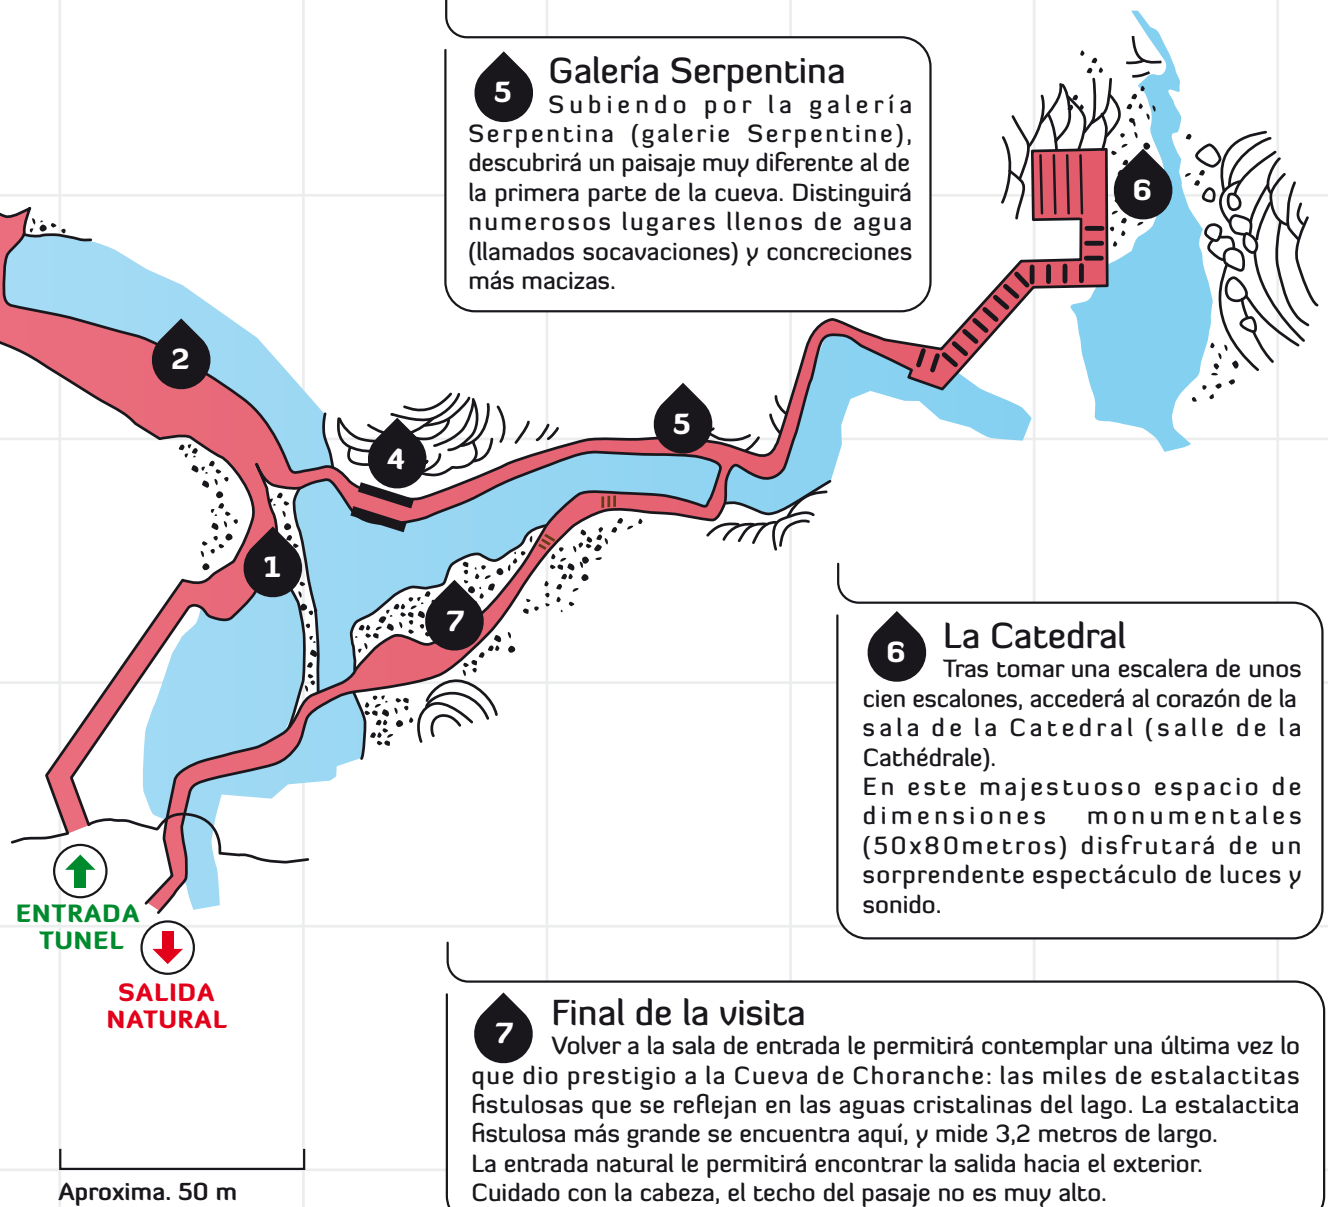 5
Galería Serpentina
Subiendo por la galería
Serpentina (galerie Serpentine),
descubrirá un paisaje muy diferente al de
la primera parte de la cueva. Distinguirá
numerosos lugares llenos de agua
(llamados socavaciones) y concreciones
más macizas.
6
2
5
4
1
7
6
La Catedral
Tras tomar una escalera de unos
cien escalones, accederá al corazón de la
sala de la Catedral (salle de la
Cathédrale).
En este majestuoso espacio de
dimensiones monumentales
(50x80metros) disfrutará de un
sorprendente espectáculo de luces y
sonido.
ENTRADA
TUNEL
SALIDA
NATURAL
7
Final de la visita
Volver a la sala de entrada le permitirá contemplar una última vez lo
que dio prestigio a la Cueva de Choranche: las miles de estalactitas
fistulosas que se reflejan en las aguas cristalinas del lago. La estalactita
fistulosa más grande se encuentra aquí, y mide 3,2 metros de largo.
La entrada natural le permitirá encontrar la salida hacia el exterior.
Cuidado con la cabeza, el techo del pasaje no es muy alto.
Aproxima. 50 m